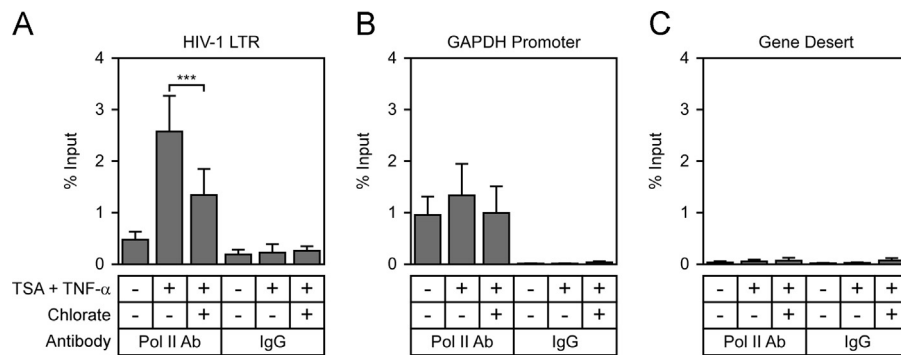 A
B
C
HIV-1 LTR
GAPDH Promoter
Gene Desert
% Input
4
3
2
1
0
***
% Input
4
3
2
1
0
% Input
4
3
2
1
0
TSA + TNF-α - + + - + + - + + - + + - + + - + +
Chlorate - - + - - + - - + - - + - - + - - +
Antibody Pol II Ab IgG Pol II Ab IgG Pol II Ab IgG